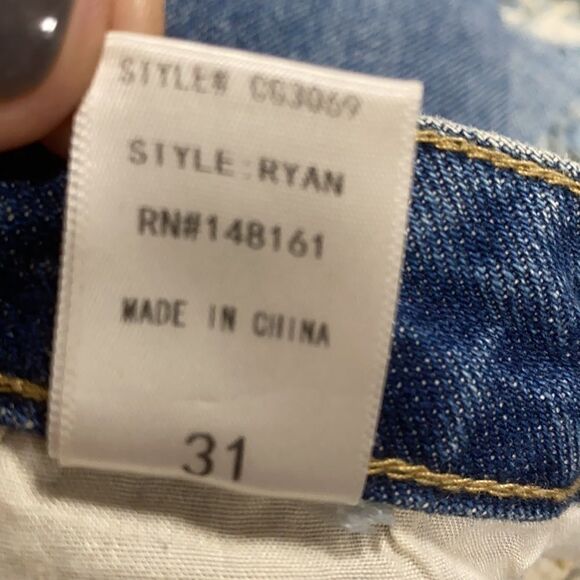 STYLE# CG3069
STYLE:RYAN
RN#148161
MADE IN CHINA
31